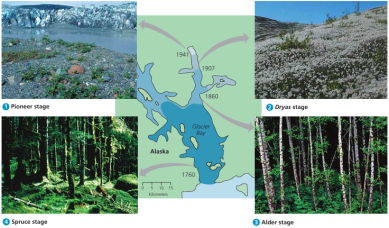 1941
1907
1 Pioneer stage
1860
2 Dryas stage
Glacier
Bay
Alaska
1760
0 5 10 15
Kilometers
4 Spruce stage
3 Alder stage